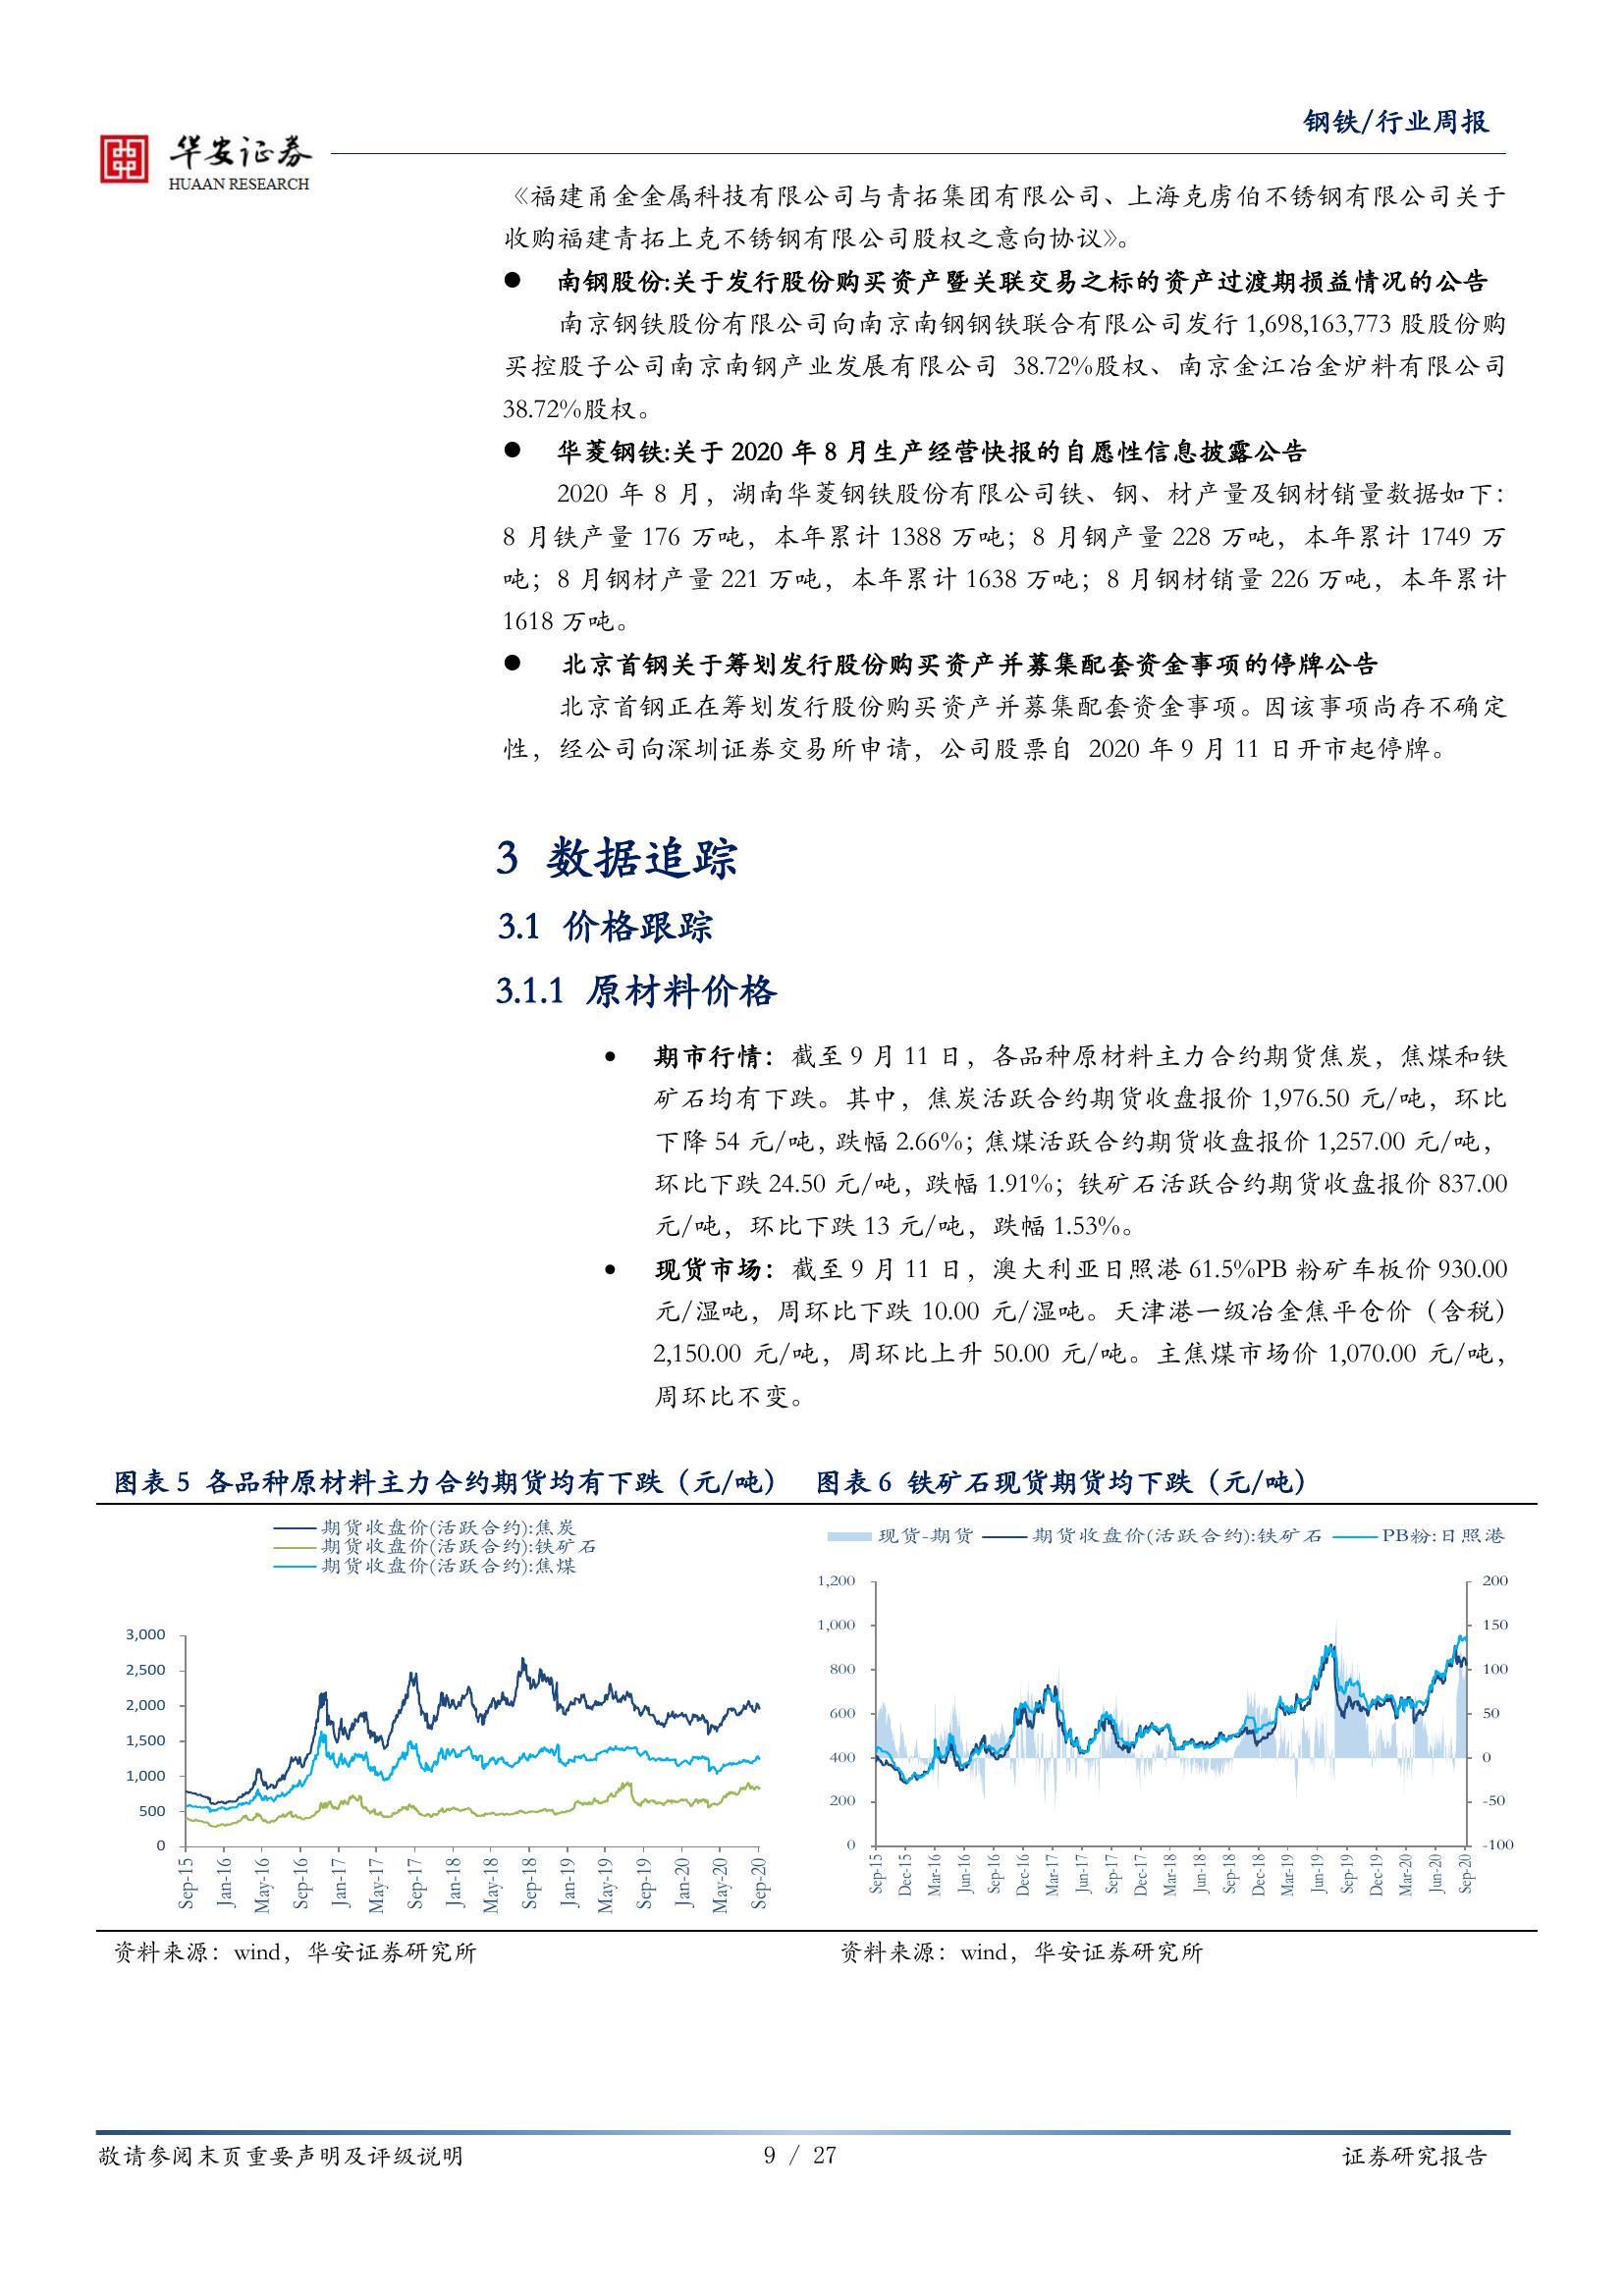 钢铁/行业周报
华安证券
HUAAN RESEARCH
《福建甬金金属科技有限公司与青拓集团有限公司、上海克虏伯不锈钢有限公司关于
收购福建青拓上克不锈钢有限公司股权之意向协议》。
● 南钢股份:关于发行股份购买资产暨关联交易之标的资产过渡期损益情况的公告
南京钢铁股份有限公司向南京南钢钢铁联合有限公司发行 1,698,163,773 股股份购
买控股子公司南京南钢产业发展有限公司 38.72%股权、南京金江冶金炉料有限公司
38.72%股权。
● 华菱钢铁:关于 2020 年 8 月生产经营快报的自愿性信息披露公告
2020 年 8 月，湖南华菱钢铁股份有限公司铁、钢、材产量及钢材销量数据如下：
8 月铁产量 176 万吨，本年累计 1388 万吨；8 月钢产量 228 万吨，本年累计 1749 万
吨；8 月钢材产量 221 万吨，本年累计 1638 万吨；8 月钢材销量 226 万吨，本年累计
1618 万吨。
● 北京首钢关于筹划发行股份购买资产并募集配套资金事项的停牌公告
北京首钢正在筹划发行股份购买资产并募集配套资金事项。因该事项尚存不确定
性，经公司向深圳证券交易所申请，公司股票自 2020 年 9 月 11 日开市起停牌。
3 数据追踪
3.1 价格跟踪
3.1.1 原材料价格
• 期市行情：截至 9 月 11 日，各品种原材料主力合约期货焦炭，焦煤和铁
矿石均有下跌。其中，焦炭活跃合约期货收盘报价 1,976.50 元/吨，环比
下降 54 元/吨，跌幅 2.66%；焦煤活跃合约期货收盘报价 1,257.00 元/吨，
环比下跌 24.50 元/吨，跌幅 1.91%；铁矿石活跃合约期货收盘报价 837.00
元/吨，环比下跌 13 元/吨，跌幅 1.53%。
• 现货市场：截至 9 月 11 日，澳大利亚日照港 61.5%PB 粉矿车板价 930.00
元/湿吨，周环比下跌 10.00 元/湿吨。天津港一级冶金焦平仓价（含税）
2,150.00 元/吨，周环比上升 50.00 元/吨。主焦煤市场价 1,070.00 元/吨，
周环比不变。
图表 5 各品种原材料主力合约期货均有下跌（元/吨）
期货收盘价(活跃合约):焦炭
期货收盘价(活跃合约):铁矿石
期货收盘价(活跃合约):焦煤
3,000
2,500
2,000
1,500
1,000
500
0
Sep-15 Jan-16 May-16 Sep-16 Jan-17 May-17 Sep-17 Jan-18 May-18 Sep-18 Jan-19 May-19 Sep-19 Jan-20 May-20 Sep-20
资料来源：wind，华安证券研究所
图表 6 铁矿石现货期货均下跌（元/吨）
现货-期货 期货收盘价(活跃合约):铁矿石 PB粉:日照港
1,200 200
1,000 150
800 100
600 50
400 0
200 -50
0 -100
Sep-15 Dec-15 Mar-16 Jun-16 Sep-16 Dec-16 Mar-17 Jun-17 Sep-17 Dec-17 Mar-18 Jun-18 Sep-18 Dec-18 Mar-19 Jun-19 Sep-19 Dec-19 Mar-20 Jun-20 Sep-20
资料来源：wind，华安证券研究所
敬请参阅末页重要声明及评级说明 9 / 27 证券研究报告